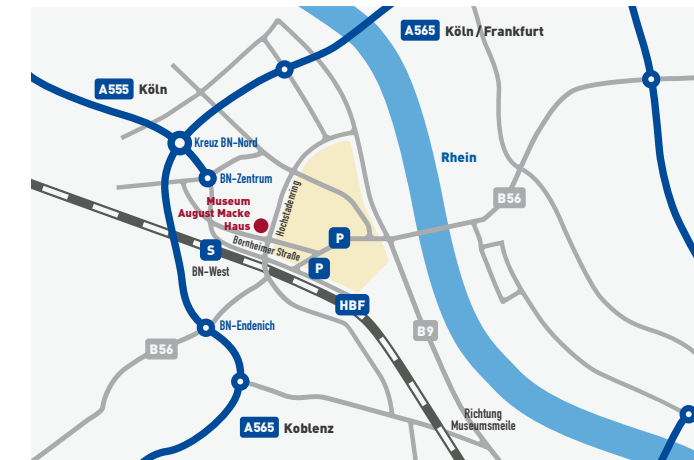 A565 Köln / Frankfurt
A555 Köln
Kreuz BN-Nord
Rhein
BN-Zentrum
B56
Museum
August Macke
Haus
Hochstadenring
P
Bornheimer Straße
S
BN-West
P
HBF
BN-Endenich
B9
B56
Richtung
Museumsmeile
A565 Koblenz